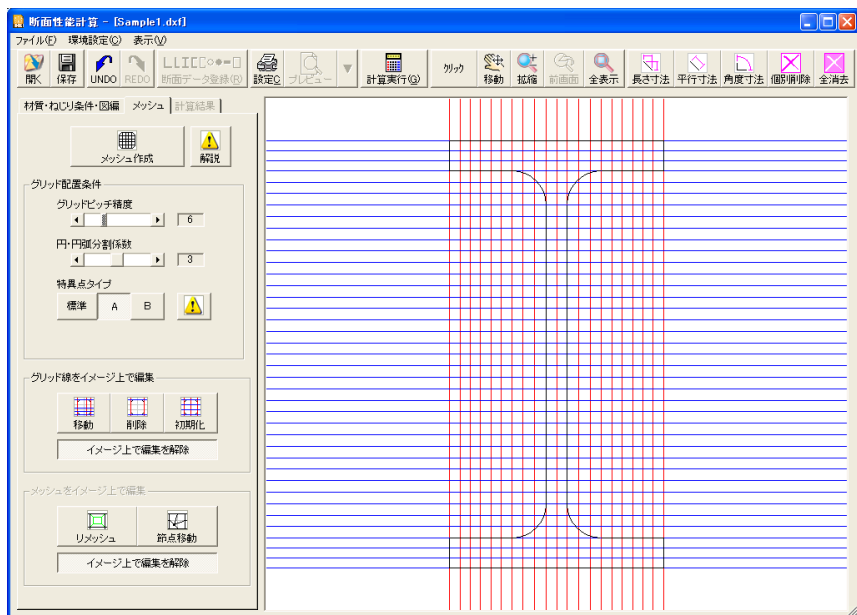 断面性能計算 - [Sample1.dxf]
ファイル(F) 環境設定(C) 表示(V)
開く 保存 UNDO REDO 断面データ登録(R) 設定C プレビュー 計算実行(G) クリック 移動 拡縮 前画面 全表示 長さ寸法 平行寸法 角度寸法 個別削除 全消去
材質・ねじり条件・図編 メッシュ 計算結果
メッシュ作成 解説
グリッド配置条件
グリッドピッチ精度
6
円・円弧分割係数
3
特異点タイプ
標準 A B
グリッド線をイメージ上で編集
移動 削除 初期化
イメージ上で編集を解除
メッシュをイメージ上で編集
リメッシュ 節点移動
イメージ上で編集を解除